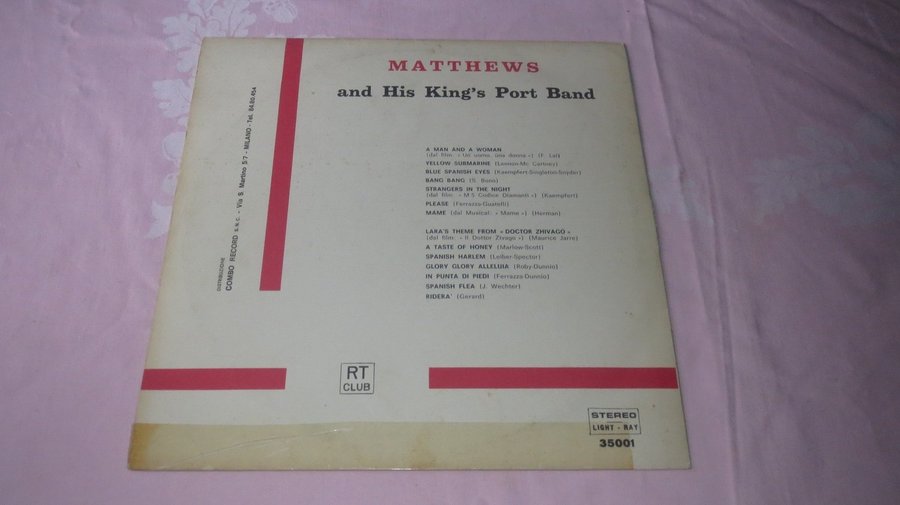 MATTHEWS
and His King's Port Band
A MAN AND A WOMAN
(dal film: « Un uomo, una donna ») (F. Lai)
YELLOW SUBMARINE (Lennon-Mc. Cartney)
BLUE SPANISH EYES (Kaempfert-Singleton-Snyder)
BANG BANG (S. Bono)
STRANGERS IN THE NIGHT
(dal film: « M 5 Codice Diamanti ») (Kaempfert)
PLEASE (Ferrazza-Guatelli)
MAME (dal Musical: « Mame ») (Herman)
LARA'S THEME FROM « DOCTOR ZHIVAGO »
(dal film: « Il Dottor Zivago ») (Maurice Jarre)
A TASTE OF HONEY (Marlow-Scott)
SPANISH HARLEM (Leiber-Spector)
GLORY GLORY ALLELUIA (Roby-Dunnio)
IN PUNTA DI PIEDI (Ferrazza-Dunnio)
SPANISH FLEA (J. Wechter)
RIDERA' (Gerard)
DISTRIBUZIONE
COMBO RECORD s.n.c. - Via S. Martino 5/7 - MILANO - Tel. 84.80.454
RT
CLUB
STEREO
LIGHT - RAY
35001